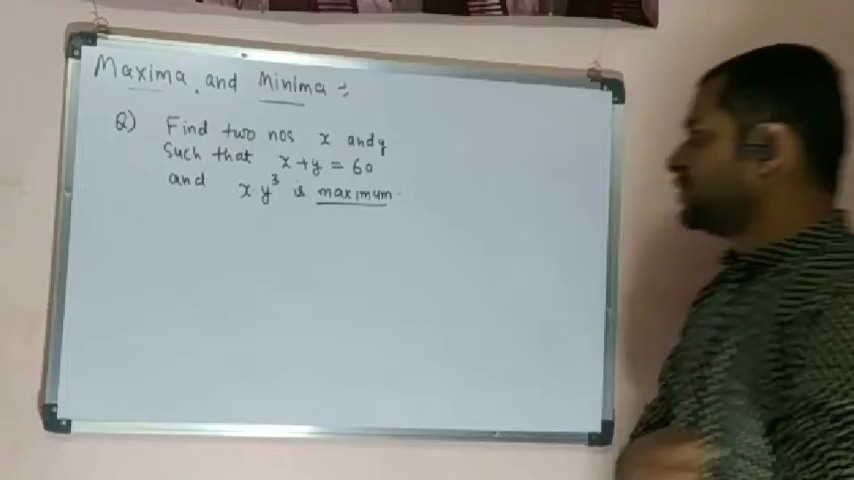 Maxima and Minima :-
Q) Find two nos x and y
Such that x + y = 60
and x y³ is maximum.